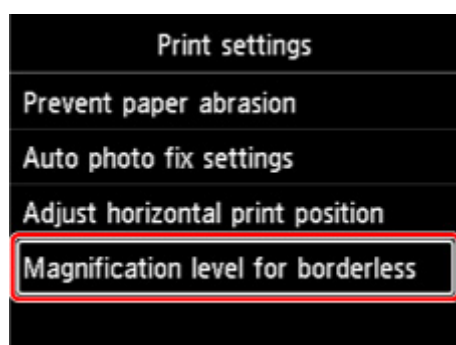 Print settings
Prevent paper abrasion
Auto photo fix settings
Adjust horizontal print position
Magnification level for borderless